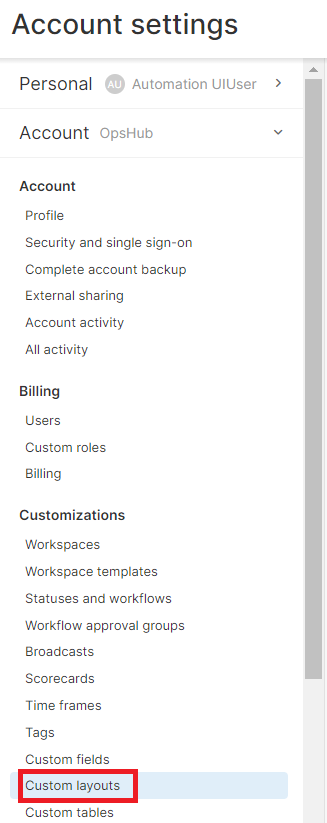 Account settings
Personal AU Automation UIUser
Account OpsHub
Account
Profile
Security and single sign-on
Complete account backup
External sharing
Account activity
All activity
Billing
Users
Custom roles
Billing
Customizations
Workspaces
Workspace templates
Statuses and workflows
Workflow approval groups
Broadcasts
Scorecards
Time frames
Tags
Custom fields
Custom layouts
Custom tables